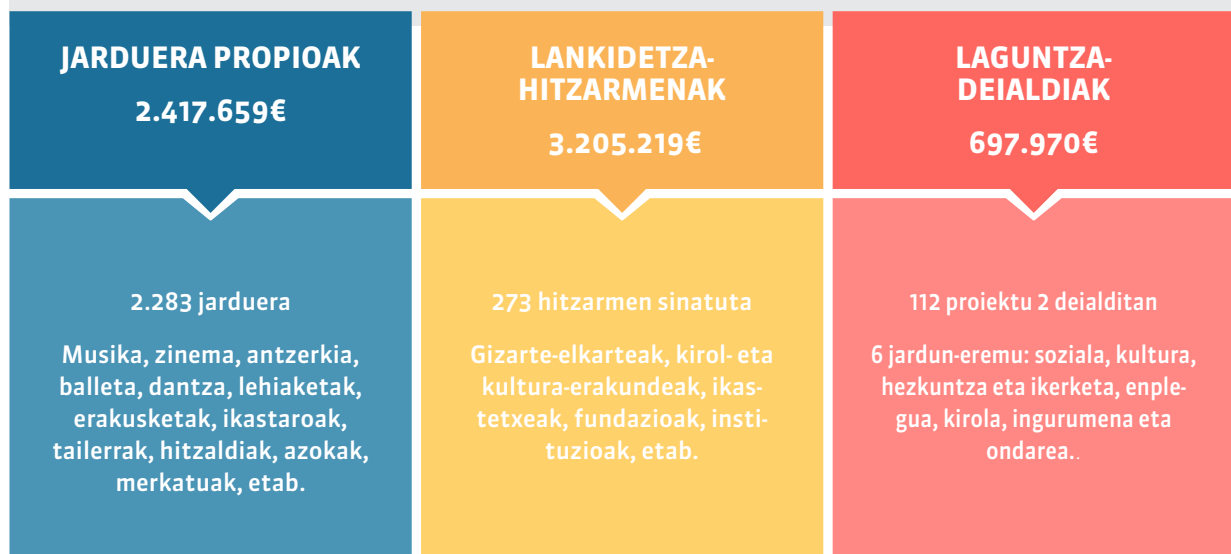 JARDUERA PROPIOAK
2.417.659€
2.283 jarduera
Musika, zinema, antzerkia,
balleta, dantza, lehiaketak,
erakusketak, ikastaroak,
tailerrak, hitzaldiak, azokak,
merkatuak, etab.
LANKIDETZA-
HITZARMENAK
3.205.219€
273 hitzarmen sinatuta
Gizarte-elkarteak, kirol- eta
kultura-erakundeak, ikas-
tetxeak, fundazioak, insti-
tuzioak, etab.
LAGUNTZA-
DEIALDIAK
697.970€
112 proiektu 2 deialditan
6 jardun-eremu: soziala, kultura,
hezkuntza eta ikerketa, enple-
gua, kirola, ingurumena eta
ondarea..